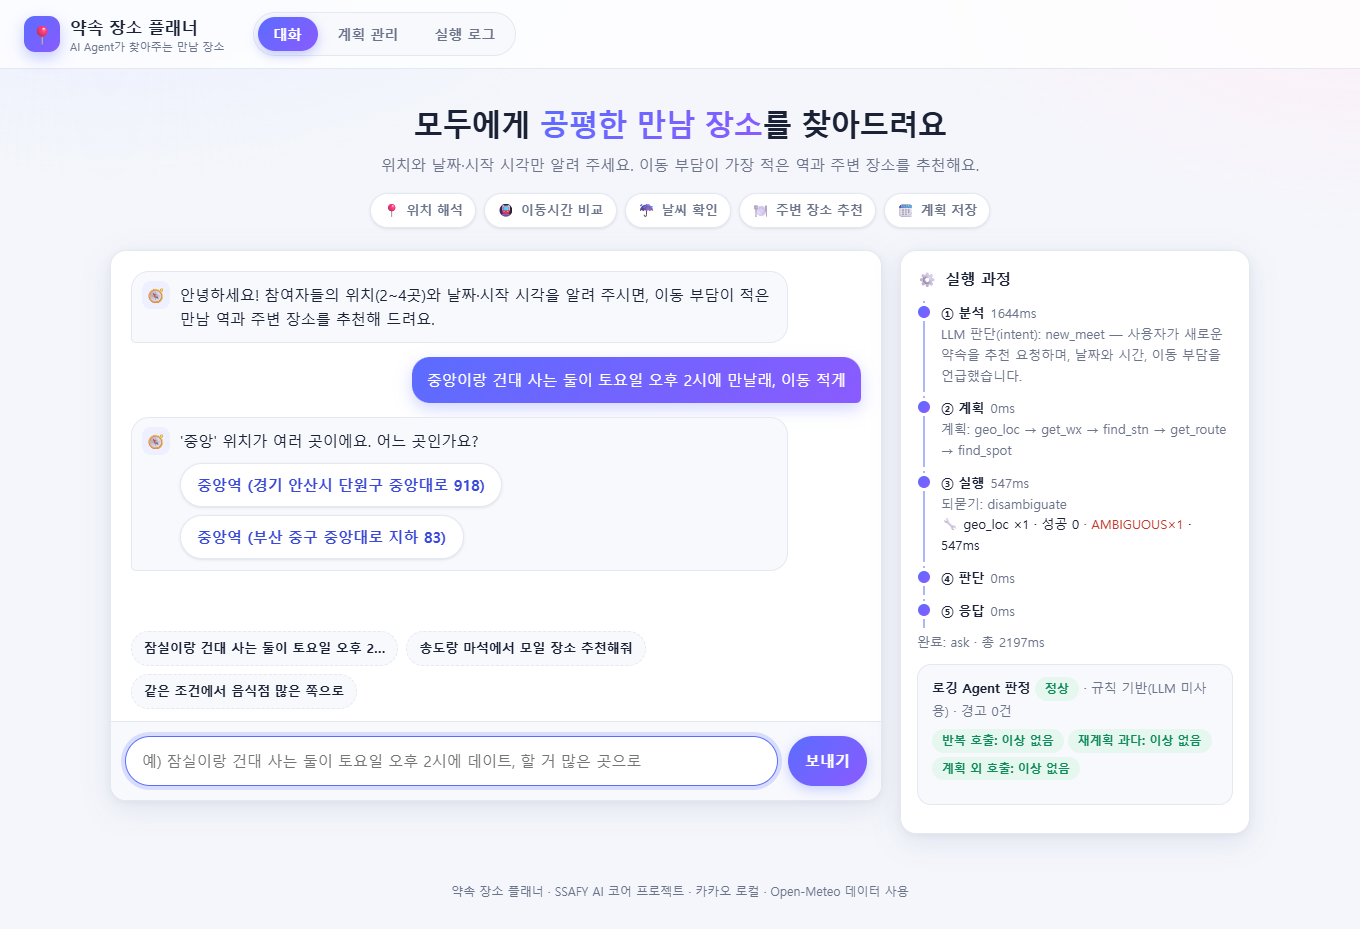 약속 장소 플래너
AI Agent가 찾아주는 만남 장소
대화
계획 관리
실행 로그
모두에게 공평한 만남 장소를 찾아드려요
위치와 날짜·시작 시각만 알려 주세요. 이동 부담이 가장 적은 역과 주변 장소를 추천해요.
위치 해석
이동시간 비교
날씨 확인
주변 장소 추천
계획 저장
안녕하세요! 참여자들의 위치(2~4곳)와 날짜·시작 시각을 알려 주시면, 이동 부담이 적은
만남 역과 주변 장소를 추천해 드려요.
중앙이랑 건대 사는 둘이 토요일 오후 2시에 만날래, 이동 적게
'중앙' 위치가 여러 곳이에요. 어느 곳인가요?
중앙역 (경기 안산시 단원구 중앙대로 918)
중앙역 (부산 중구 중앙대로 지하 83)
잠실이랑 건대 사는 둘이 토요일 오후 2...
송도랑 마석에서 모일 장소 추천해줘
같은 조건에서 음식점 많은 쪽으로
예) 잠실이랑 건대 사는 둘이 토요일 오후 2시에 데이트, 할 거 많은 곳으로
보내기
실행 과정
① 분석 1644ms
LLM 판단(intent): new_meet — 사용자가 새로운
약속을 추천 요청하며, 날짜와 시간, 이동 부담을
언급했습니다.
② 계획 0ms
계획: geo_loc → get_wx → find_stn → get_route
→ find_spot
③ 실행 547ms
되묻기: disambiguate
geo_loc ×1 · 성공 0 · AMBIGUOUS×1 ·
547ms
④ 판단 0ms
⑤ 응답 0ms
완료: ask · 총 2197ms
로깅 Agent 판정 정상 · 규칙 기반(LLM 미사
용) · 경고 0건
반복 호출: 이상 없음
재계획 과다: 이상 없음
계획 외 호출: 이상 없음
약속 장소 플래너 · SSAFY AI 코어 프로젝트 · 카카오 로컬 · Open-Meteo 데이터 사용